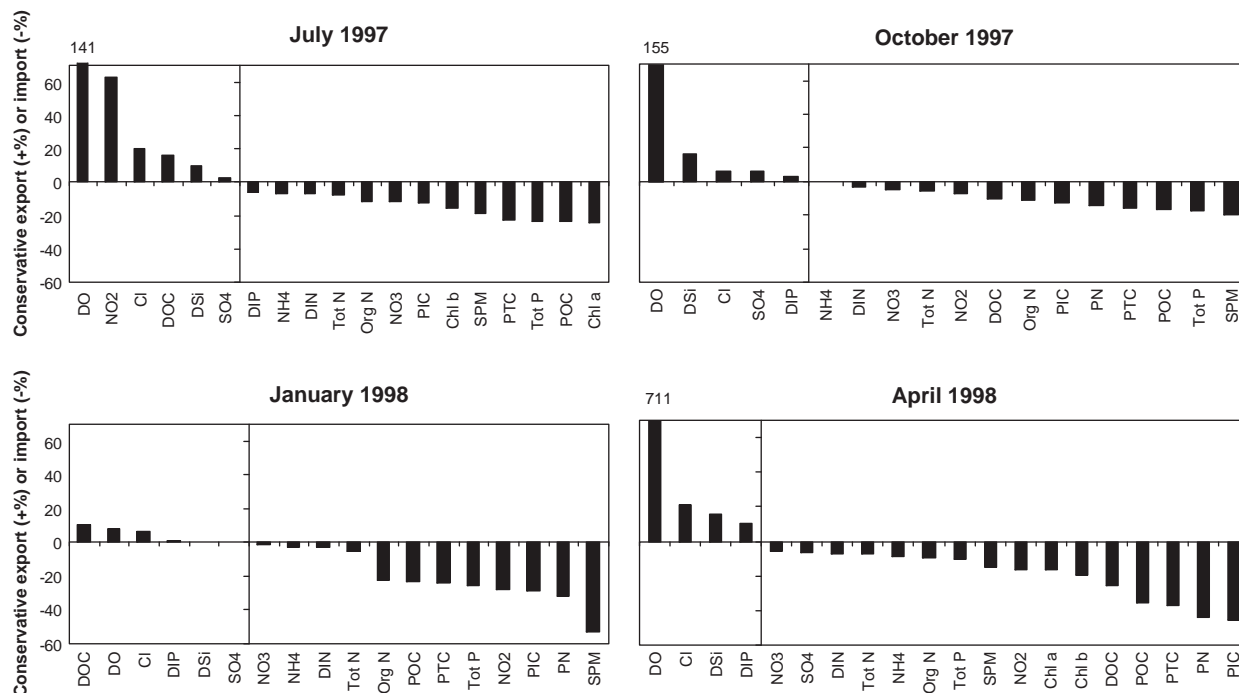 July 1997
141
Conservative export (+%) or import (-%)
60
40
20
0
-20
-40
-60
DO
NO2
Cl
DOC
DSi
SO4
DIP
NH4
DIN
Tot N
Org N
NO3
PIC
Chl b
SPM
PTC
Tot P
POC
Chl a
October 1997
155
DO
DSi
Cl
SO4
DIP
NH4
DIN
NO3
Tot N
NO2
DOC
Org N
PIC
PN
PTC
POC
Tot P
SPM
January 1998
Conservative export (+%) or import (-%)
60
40
20
0
-20
-40
-60
DOC
DO
Cl
DIP
DSi
SO4
NO3
NH4
DIN
Tot N
Org N
POC
PTC
Tot P
NO2
PIC
PN
SPM
April 1998
711
DO
Cl
DSi
DIP
NO3
SO4
DIN
Tot N
NH4
Org N
Tot P
SPM
NO2
Chl a
Chl b
DOC
POC
PTC
PN
PIC